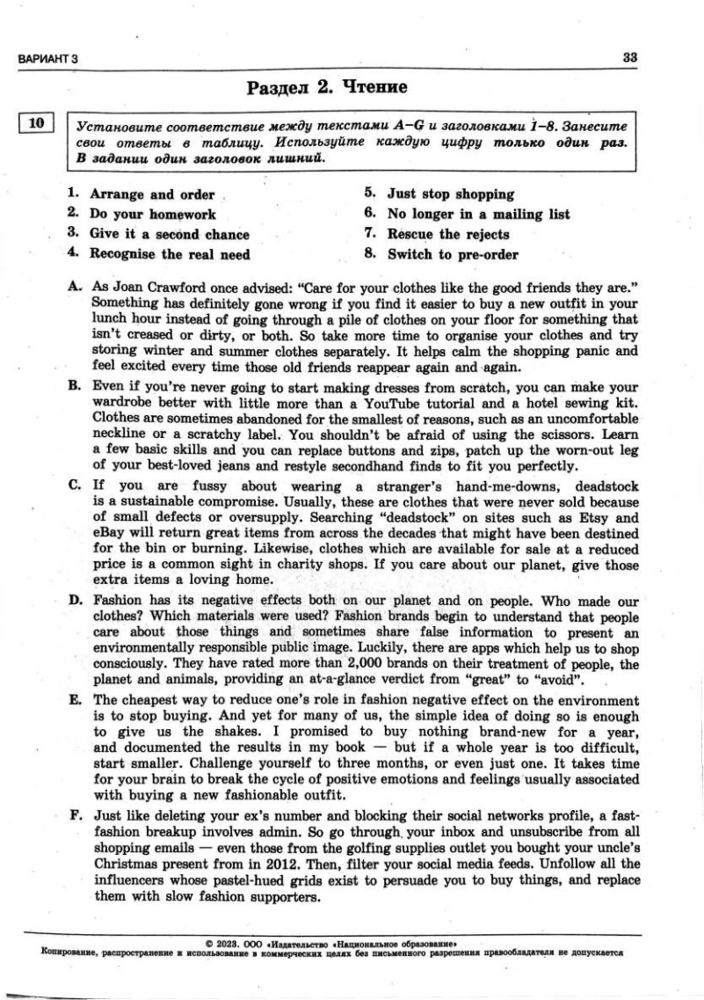 ВАРИАНТ 3
33
Раздел 2. Чтение
10
Установите соответствие между текстами A–G и заголовками 1–8. Занесите
свои ответы в таблицу. Используйте каждую цифру только один раз.
В задании один заголовок лишний.
1. Arrange and order
2. Do your homework
3. Give it a second chance
4. Recognise the real need
5. Just stop shopping
6. No longer in a mailing list
7. Rescue the rejects
8. Switch to pre-order
A. As Joan Crawford once advised: “Care for your clothes like the good friends they are.”
Something has definitely gone wrong if you find it easier to buy a new outfit in your
lunch hour instead of going through a pile of clothes on your floor for something that
isn’t creased or dirty, or both. So take more time to organise your clothes and try
storing winter and summer clothes separately. It helps calm the shopping panic and
feel excited every time those old friends reappear again and again.
B. Even if you’re never going to start making dresses from scratch, you can make your
wardrobe better with little more than a YouTube tutorial and a hotel sewing kit.
Clothes are sometimes abandoned for the smallest of reasons, such as an uncomfortable
neckline or a scratchy label. You shouldn’t be afraid of using the scissors. Learn
a few basic skills and you can replace buttons and zips, patch up the worn-out leg
of your best-loved jeans and restyle secondhand finds to fit you perfectly.
C. If you are fussy about wearing a stranger’s hand-me-downs, deadstock
is a sustainable compromise. Usually, these are clothes that were never sold because
of small defects or oversupply. Searching “deadstock” on sites such as Etsy and
eBay will return great items from across the decades that might have been destined
for the bin or burning. Likewise, clothes which are available for sale at a reduced
price is a common sight in charity shops. If you care about our planet, give those
extra items a loving home.
D. Fashion has its negative effects both on our planet and on people. Who made our
clothes? Which materials were used? Fashion brands begin to understand that people
care about those things and sometimes share false information to present an
environmentally responsible public image. Luckily, there are apps which help us to shop
consciously. They have rated more than 2,000 brands on their treatment of people, the
planet and animals, providing an at-a-glance verdict from “great” to “avoid”.
E. The cheapest way to reduce one’s role in fashion negative effect on the environment
is to stop buying. And yet for many of us, the simple idea of doing so is enough
to give us the shakes. I promised to buy nothing brand-new for a year,
and documented the results in my book — but if a whole year is too difficult,
start smaller. Challenge yourself to three months, or even just one. It takes time
for your brain to break the cycle of positive emotions and feelings usually associated
with buying a new fashionable outfit.
F. Just like deleting your ex’s number and blocking their social networks profile, a fast-
fashion breakup involves admin. So go through your inbox and unsubscribe from all
shopping emails — even those from the golfing supplies outlet you bought your uncle’s
Christmas present from in 2012. Then, filter your social media feeds. Unfollow all the
influencers whose pastel-hued grids exist to persuade you to buy things, and replace
them with slow fashion supporters.
© 2023. ООО «Издательство «Национальное образование»
Копирование, распространение и использование в коммерческих целях без письменного разрешения правообладателя не допускается